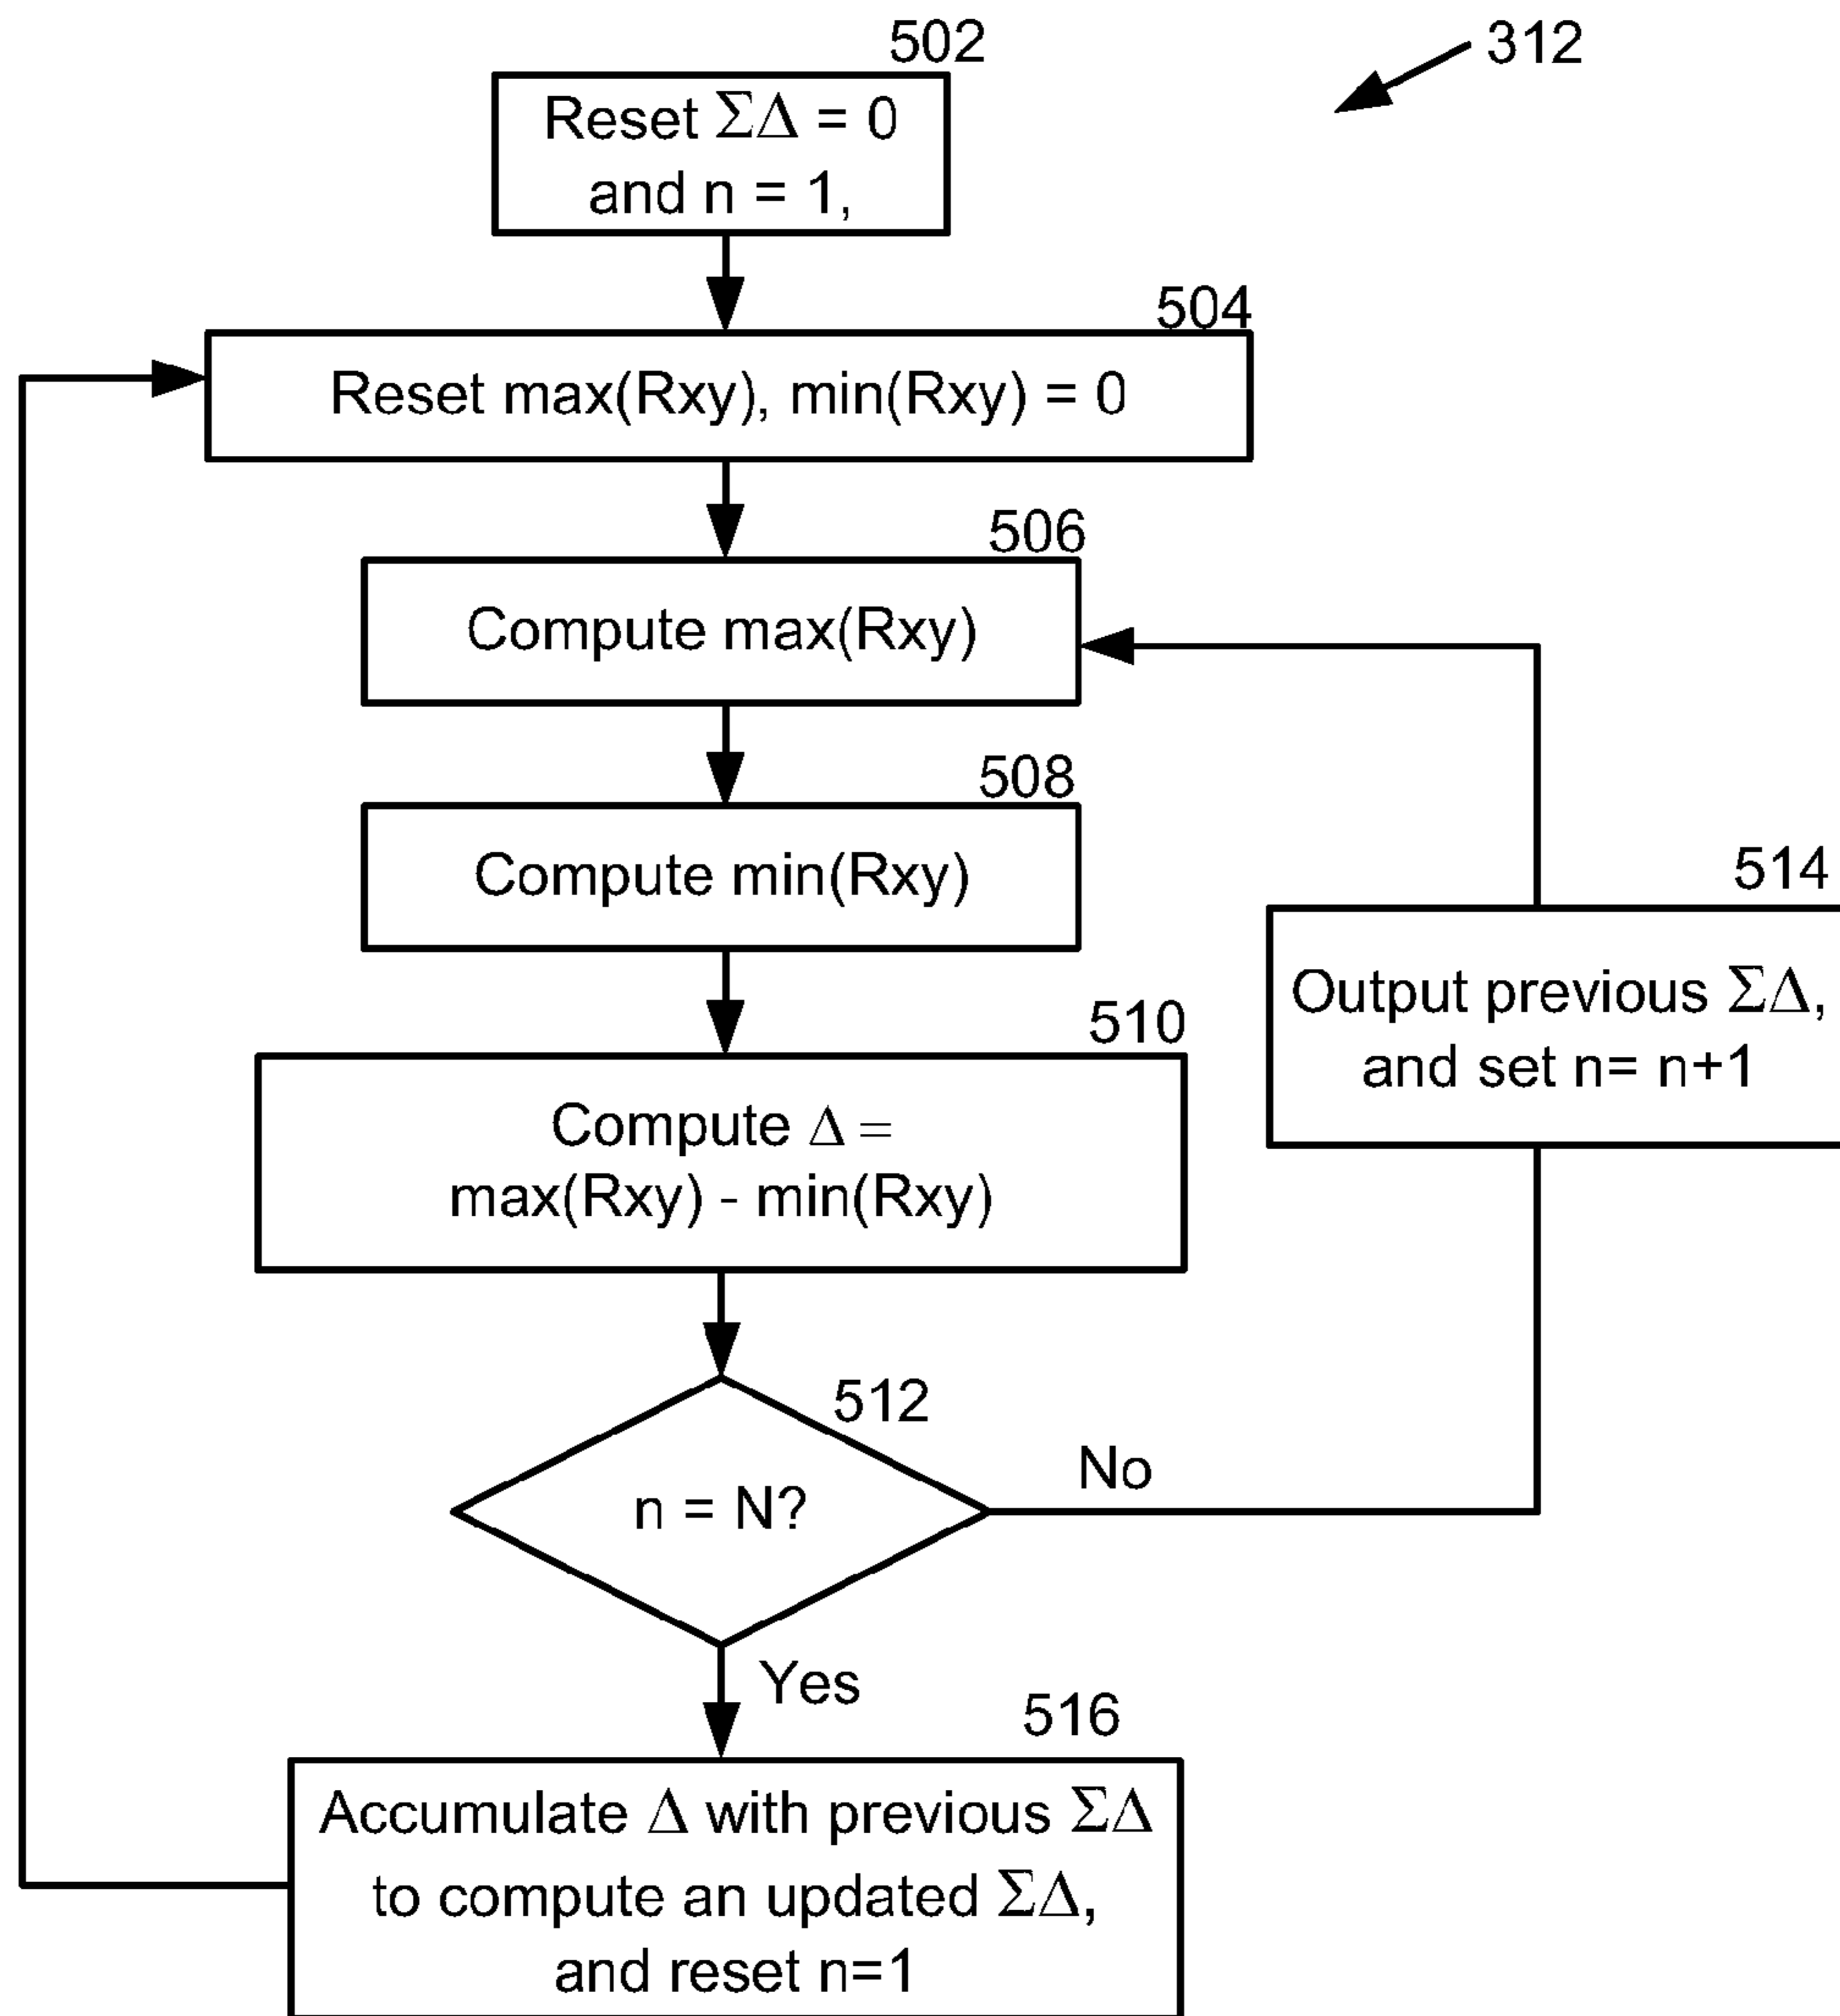 502
312
Reset ΣΔ = 0
and n = 1,
504
Reset max(Rxy), min(Rxy) = 0
506
Compute max(Rxy)
508
Compute min(Rxy)
514
Output previous ΣΔ,
and set n= n+1
510
Compute Δ =
max(Rxy) - min(Rxy)
512
n = N?
No
Yes
516
Accumulate Δ with previous ΣΔ
to compute an updated ΣΔ,
and reset n=1